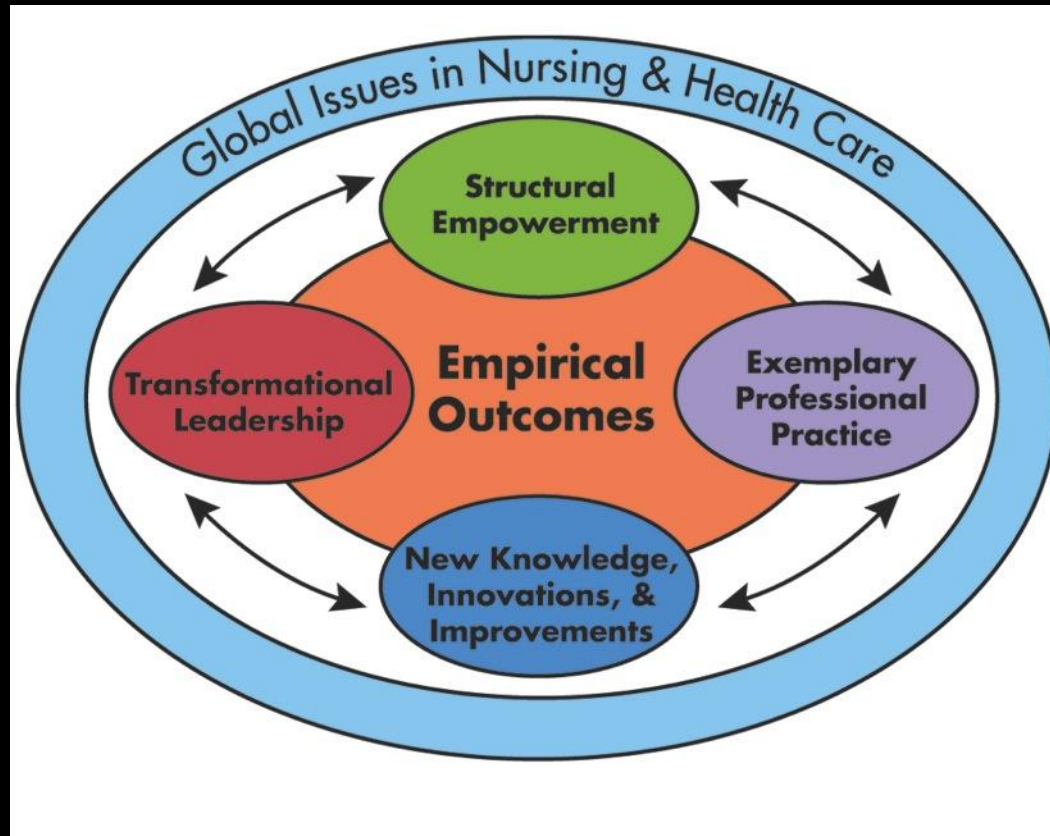 Global Issues in Nursing & Health Care
Structural
Empowerment
Transformational
Leadership
Empirical
Outcomes
Exemplary
Professional
Practice
New Knowledge,
Innovations, &
Improvements